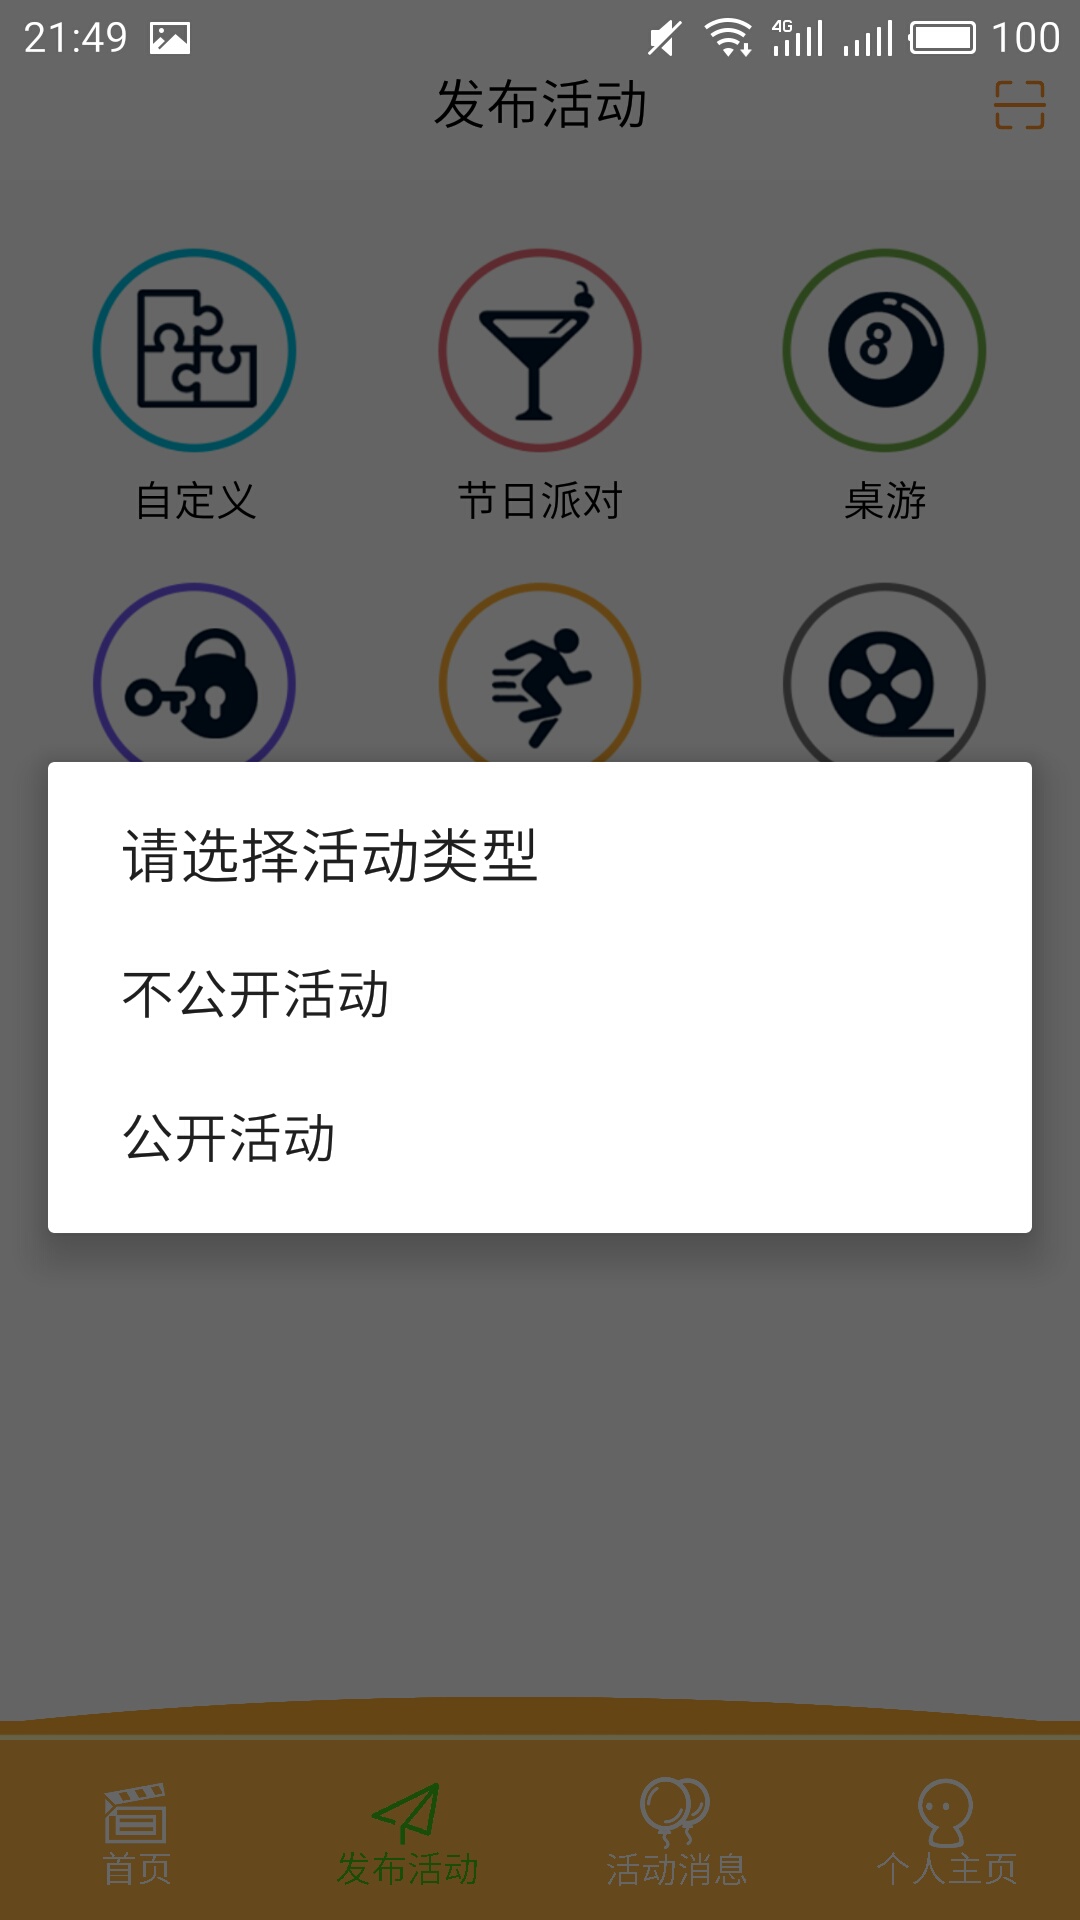 21:49 4G 100
发布活动
自定义 节日派对 桌游
8
请选择活动类型
不公开活动
公开活动
首页 发布活动 活动消息 个人主页